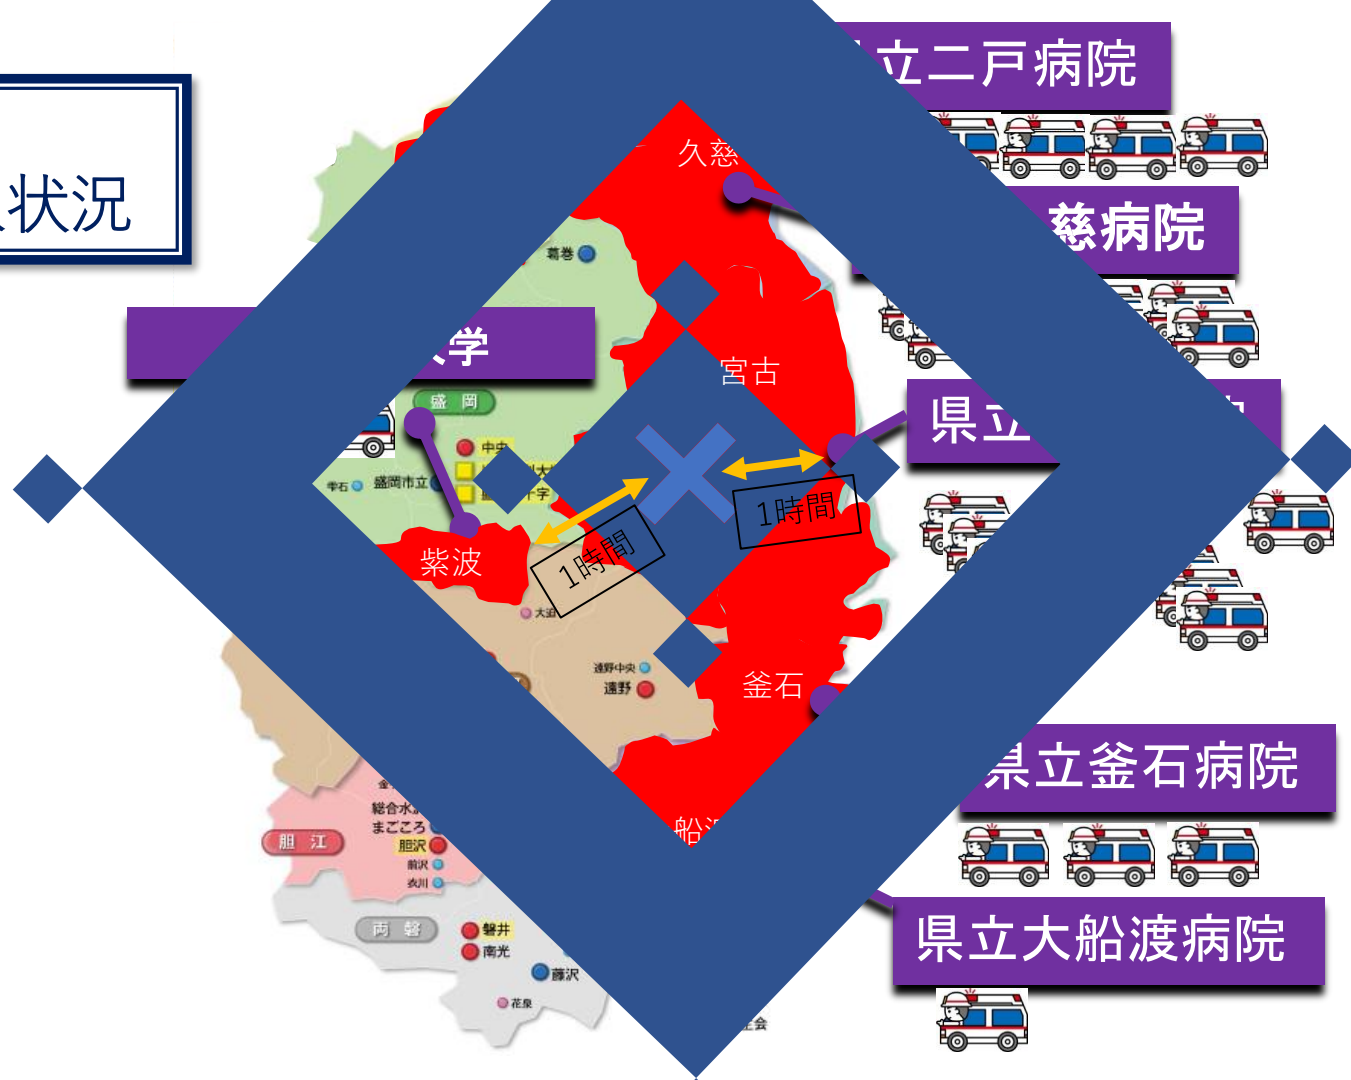 立二戸病院
状況
久慈
慈病院
葛巻
学
宮古
盛 岡
県立
中央
盛岡市立
雫石
十字
1時間
1時間
紫波
大迫
遠野中央
遠野
釜石
県立釜石病院
総合水
まごころ
胆 江
胆沢
前沢
衣川
船
両 磐
磐井
南光
藤沢
県立大船渡病院
花泉
会